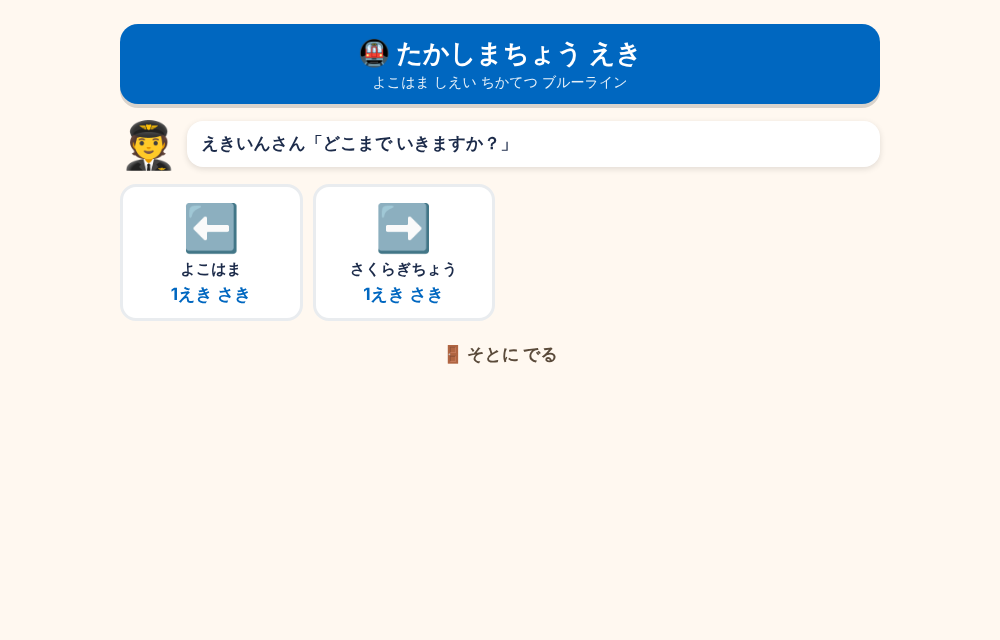 たかしまちょう えき
よこはま しえい ちかてつ ブルーライン
えきいんさん「どこまで いきますか？」
よこはま
1えき さき
さくらぎちょう
1えき さき
そとに でる